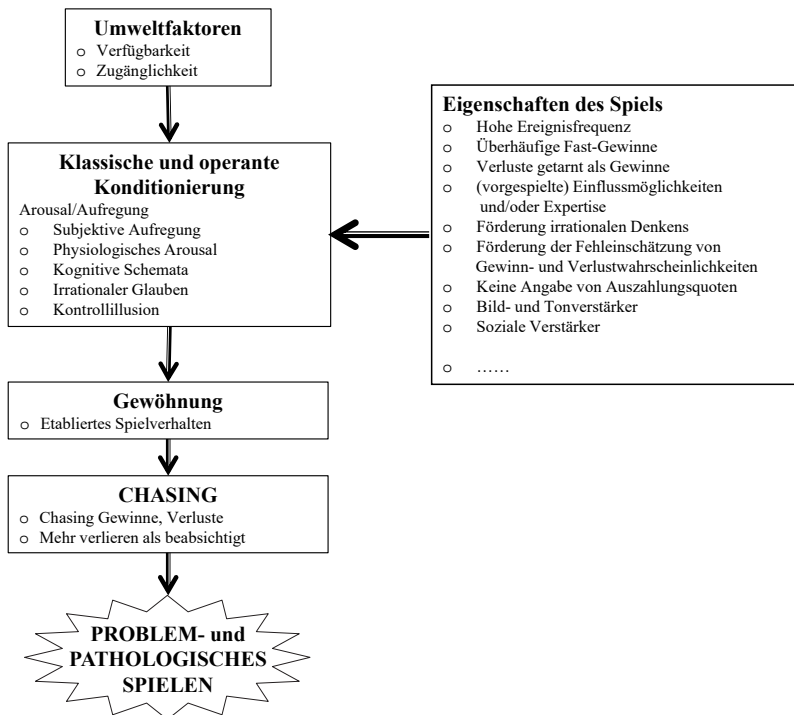 Umweltfaktoren
o Verfügbarkeit
o Zugänglichkeit
Klassische und operante
Konditionierung
Arousal/Aufregung
o Subjektive Aufregung
o Physiologisches Arousal
o Kognitive Schemata
o Irrationaler Glauben
o Kontrollillusion
Eigenschaften des Spiels
o Hohe Ereignisfrequenz
o Überhäufige Fast-Gewinne
o Verluste getarnt als Gewinne
o (vorgespielte) Einflussmöglichkeiten
und/oder Expertise
o Förderung irrationalen Denkens
o Förderung der Fehleinschätzung von
Gewinn- und Verlustwahrscheinlichkeiten
o Keine Angabe von Auszahlungsquoten
o Bild- und Tonverstärker
o Soziale Verstärker
o ……
Gewöhnung
o Etabliertes Spielverhalten
CHASING
o Chasing Gewinne, Verluste
o Mehr verlieren als beabsichtigt
PROBLEM- und
PATHOLOGISCHES
SPIELEN